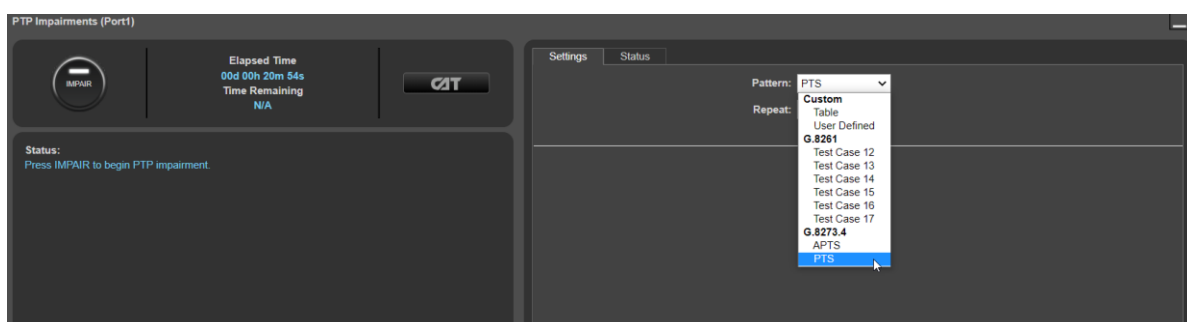 PTP Impairments (Port1)
IMPAIR
Elapsed Time
00d 00h 20m 54s
Time Remaining
N/A
CAT
Status:
Press IMPAIR to begin PTP impairment.
Settings
Status
Pattern: PTS
Repeat:
Custom
Table
User Defined
G.8261
Test Case 12
Test Case 13
Test Case 14
Test Case 15
Test Case 16
Test Case 17
G.8273.4
APTS
PTS